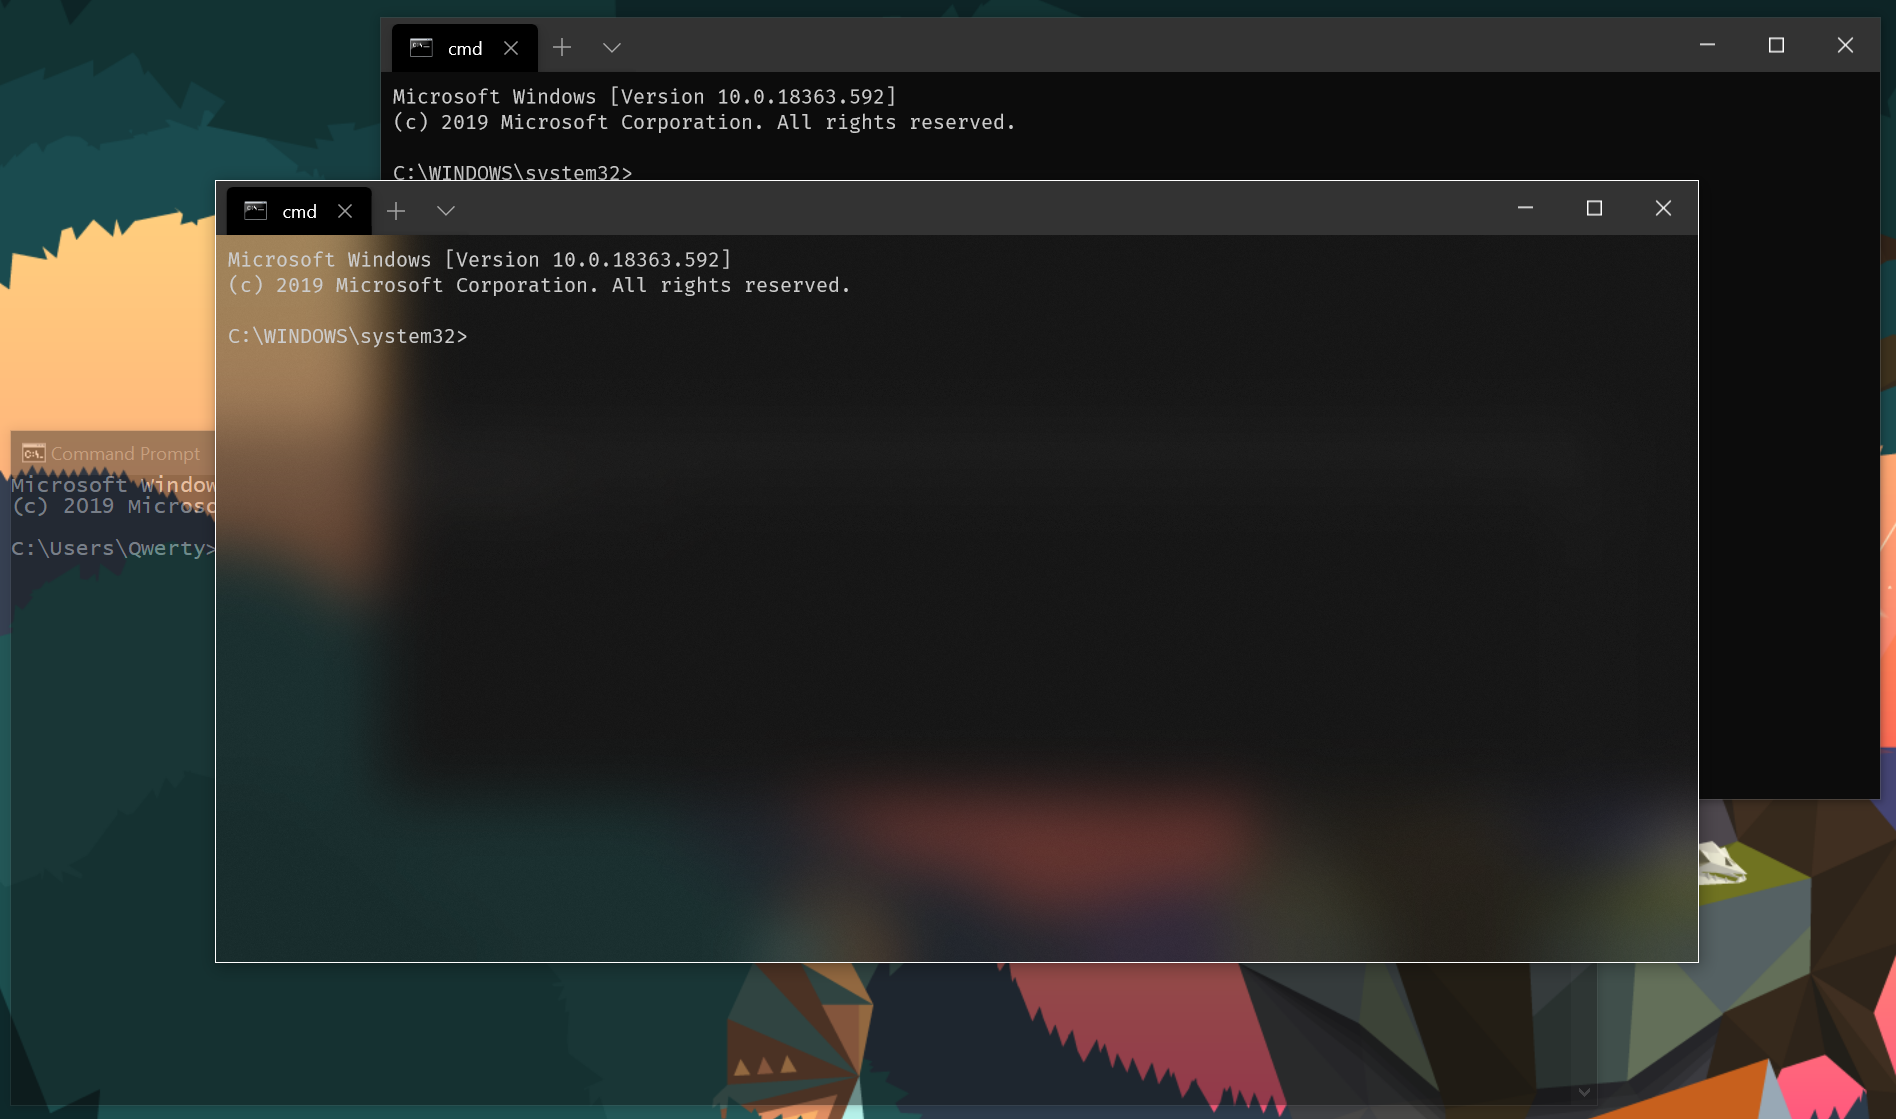 cmd
Microsoft Windows [Version 10.0.18363.592]
(c) 2019 Microsoft Corporation. All rights reserved.
C:\WINDOWS\system32>
cmd
Microsoft Windows [Version 10.0.18363.592]
(c) 2019 Microsoft Corporation. All rights reserved.
C:\WINDOWS\system32>
Command Prompt
Microsoft Window
(c) 2019 Microso
C:\Users\Qwerty>